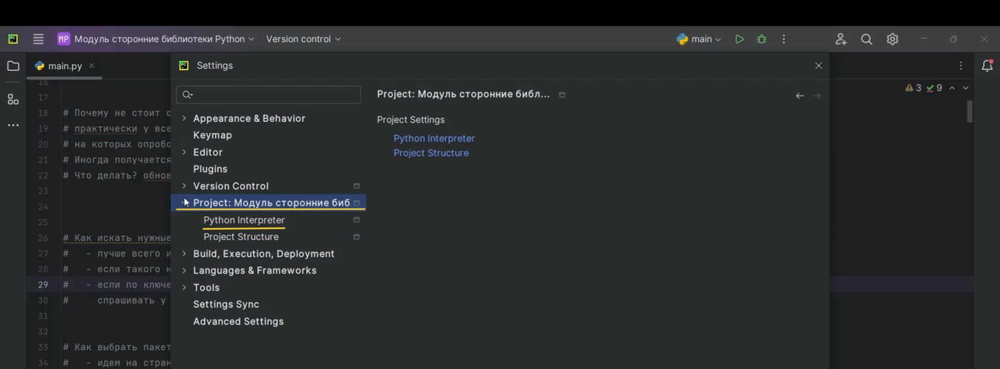 PC
MP Модуль сторонние библиотеки Python Version control main
main.py
Settings
3 9
16
17
18 # Почему не стоит с
19 # практически у все
20 # на которых опробо
21 # Иногда получается
22 # Что делать? обнов
23
24
25
26 # Как искать нужные
27 # - лучше всего и
28 # - если такого н
29 # - если по ключе
30 # спрашивать у
31
32
33 # Как выбрать пакет
34 # - идем на стран
Appearance & Behavior
Keymap
Editor
Plugins
Version Control
Project: Модуль сторонние биб
Python Interpreter
Project Structure
Build, Execution, Deployment
Languages & Frameworks
Tools
Settings Sync
Advanced Settings
Project: Модуль сторонние библ...
Project Settings
Python Interpreter
Project Structure